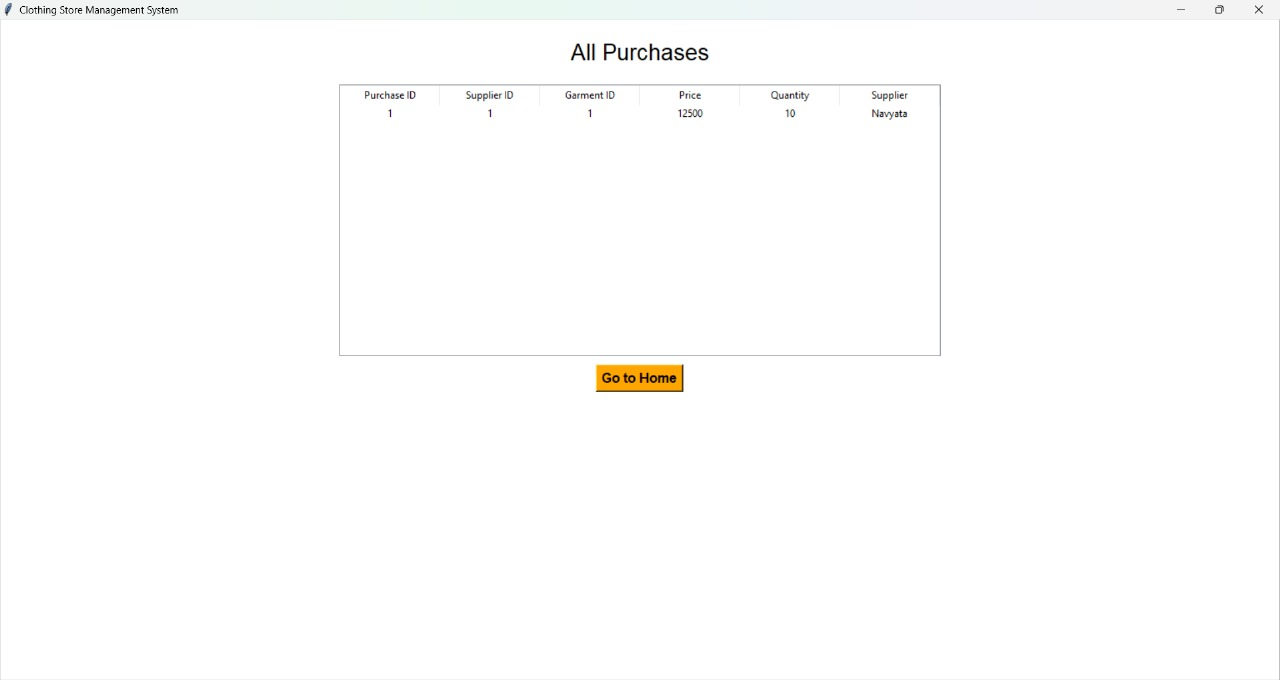 Clothing Store Management System
All Purchases
Purchase ID Supplier ID Garment ID Price Quantity Supplier
1 1 1 12500 10 Navyata
Go to Home